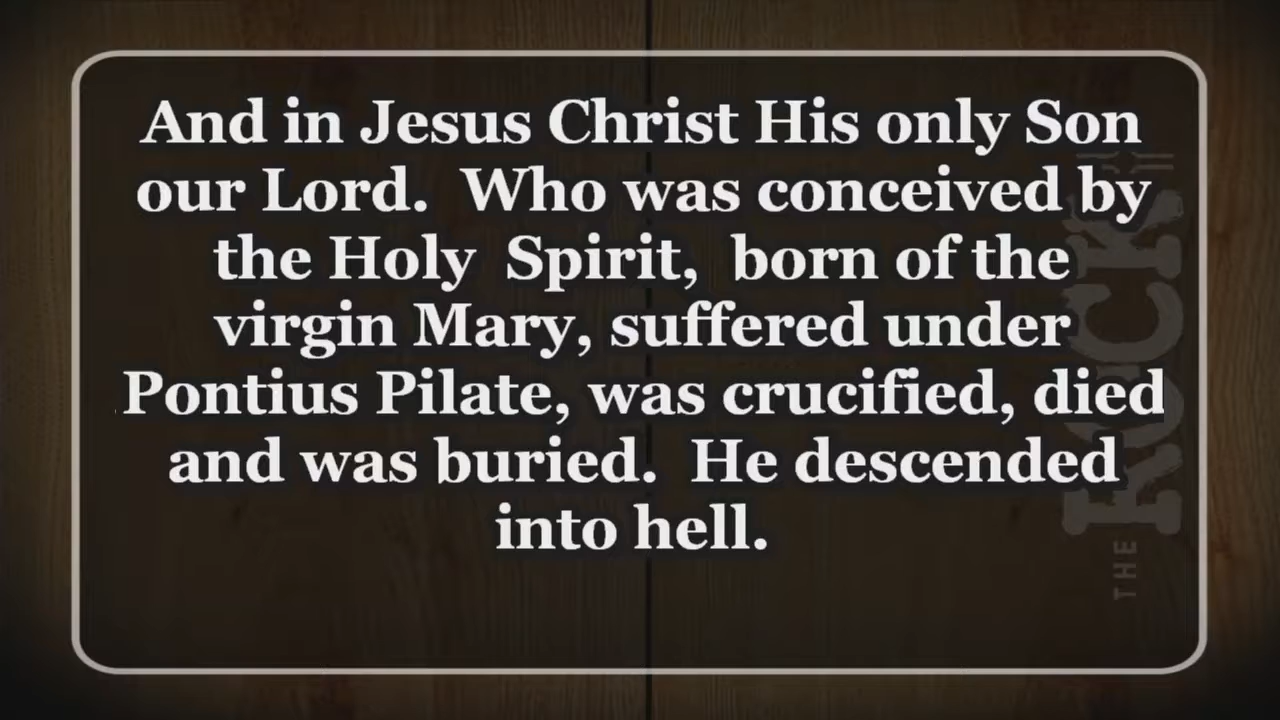 And in Jesus Christ His only Son
our Lord.  Who was conceived by
the Holy  Spirit,  born of the
virgin Mary, suffered under
Pontius Pilate, was crucified, died
and was buried.  He descended
into hell.
THE ROCK